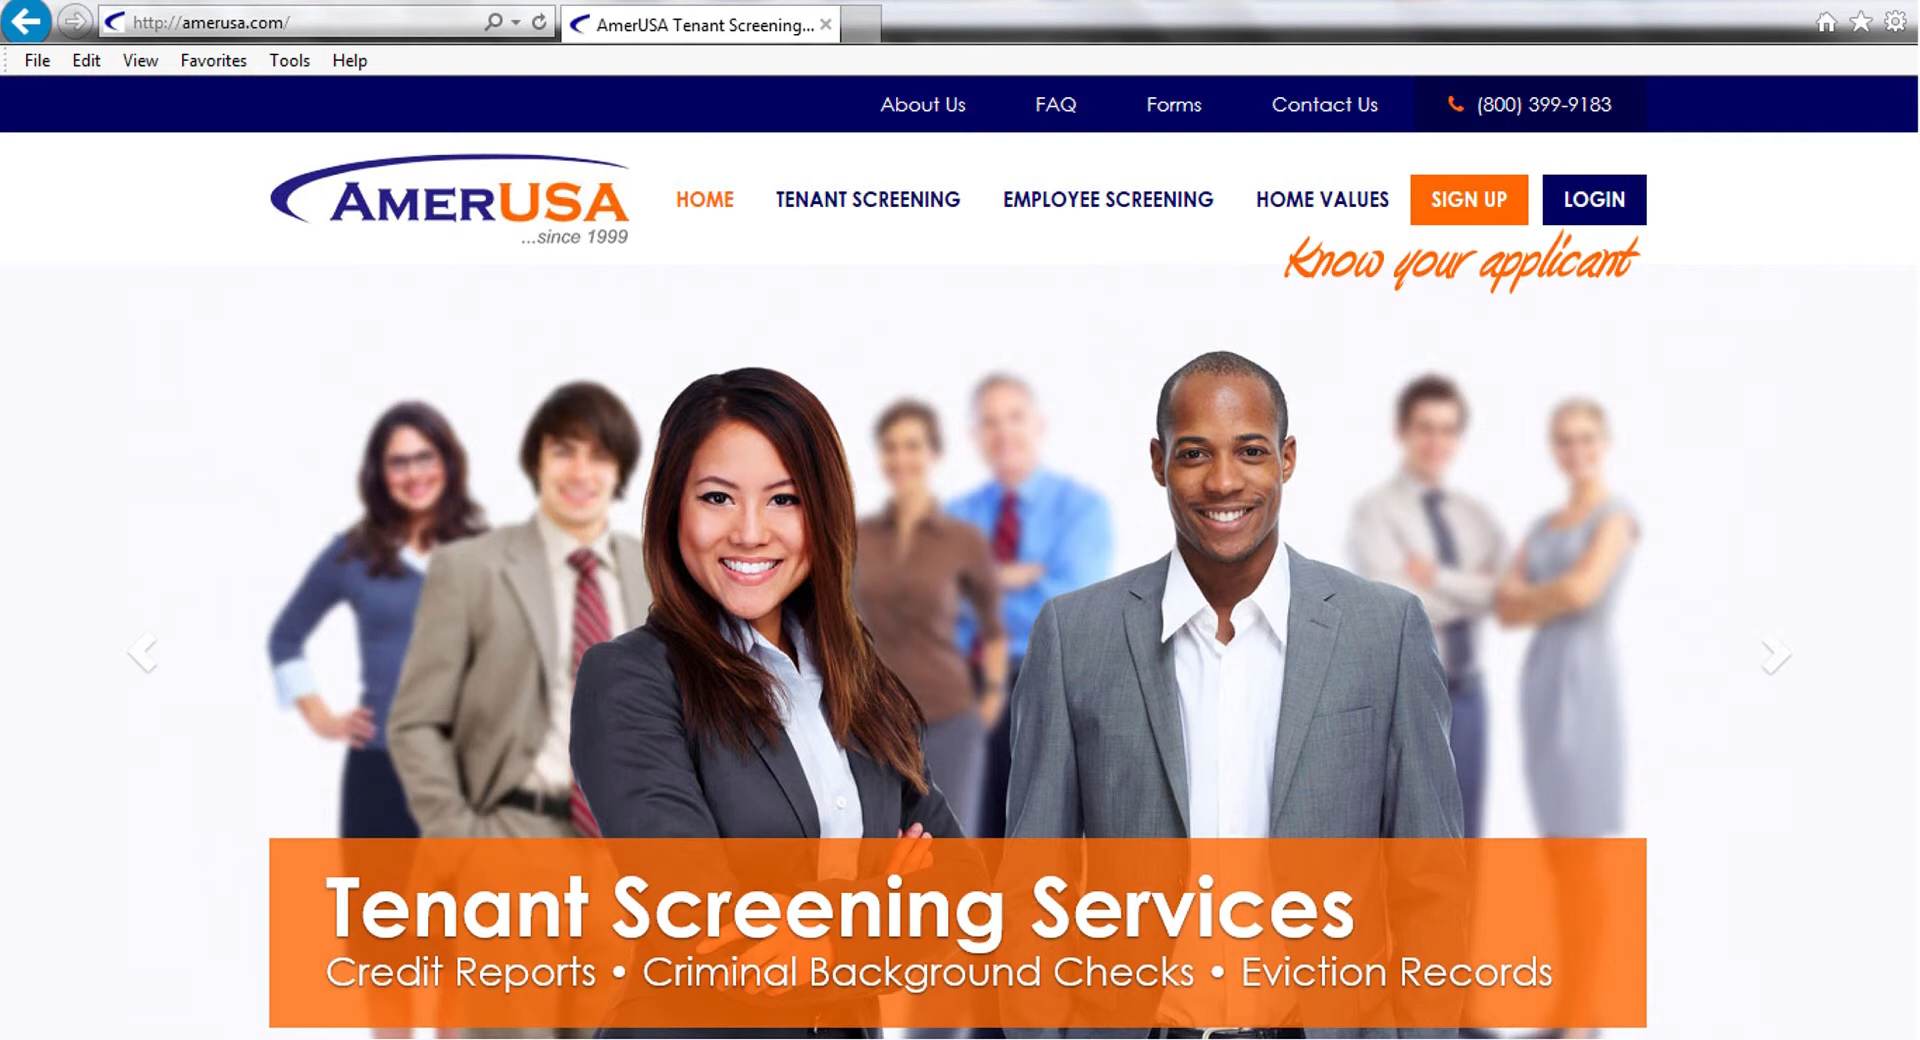 http://amerusa.com/
AmerUSA Tenant Screening...
File Edit View Favorites Tools Help
About Us FAQ Forms Contact Us (800) 399-9183
AMERUSA
...since 1999
HOME TENANT SCREENING EMPLOYEE SCREENING HOME VALUES SIGN UP LOGIN
Know your applicant
Tenant Screening Services
Credit Reports • Criminal Background Checks • Eviction Records